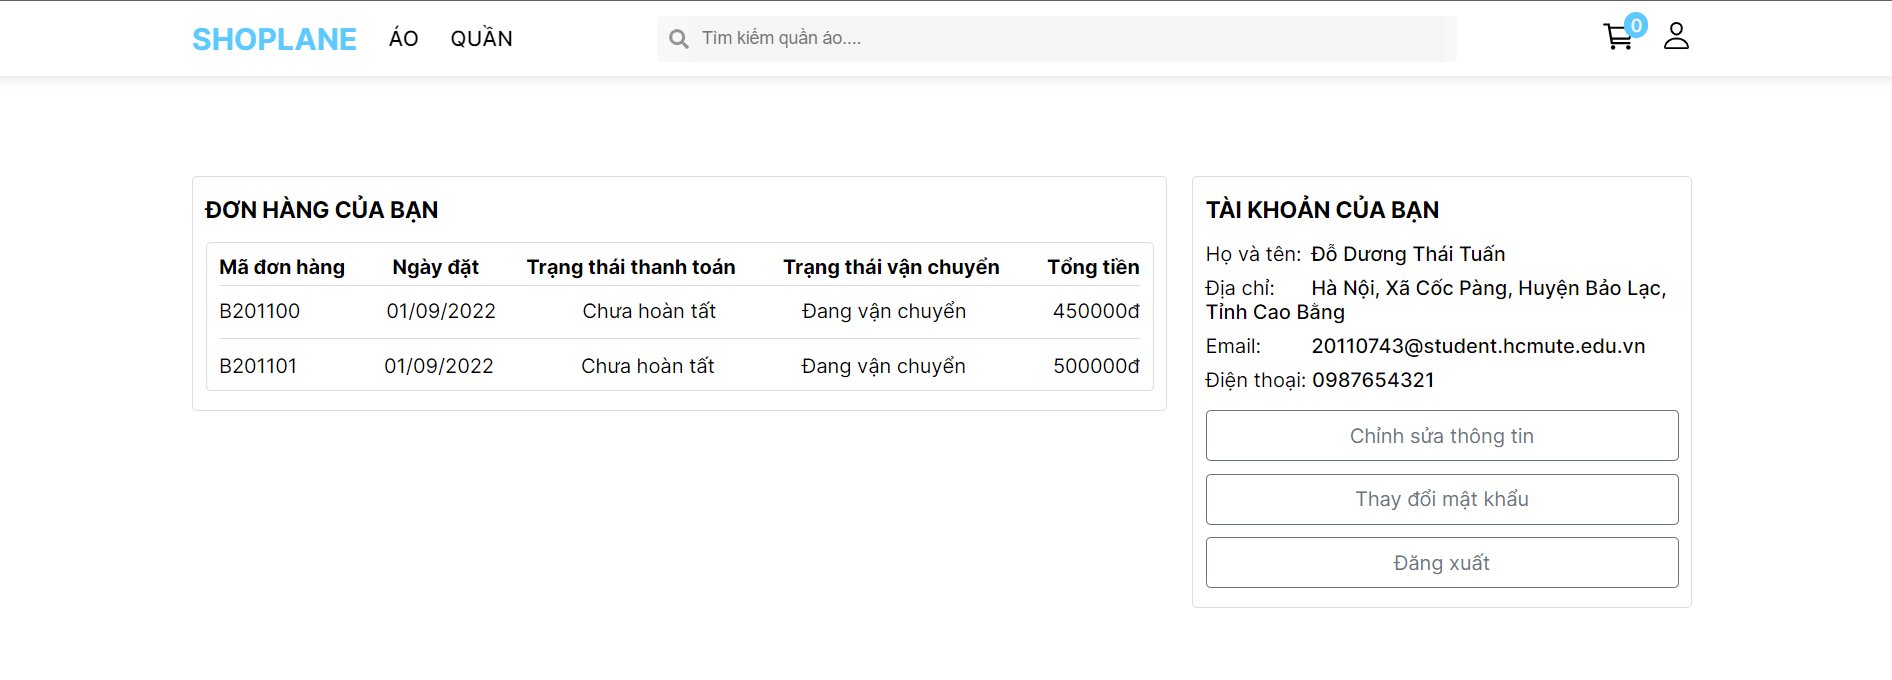 SHOPLANE ÁO QUẦN Tìm kiếm quần áo.... 0
ĐƠN HÀNG CỦA BẠN
Mã đơn hàng Ngày đặt Trạng thái thanh toán Trạng thái vận chuyển Tổng tiền
B201100 01/09/2022 Chưa hoàn tất Đang vận chuyển 450000đ
B201101 01/09/2022 Chưa hoàn tất Đang vận chuyển 500000đ
TÀI KHOẢN CỦA BẠN
Họ và tên: Đỗ Dương Thái Tuấn
Địa chỉ: Hà Nội, Xã Cốc Pàng, Huyện Bảo Lạc,
Tỉnh Cao Bằng
Email: 20110743@student.hcmute.edu.vn
Điện thoại: 0987654321
Chỉnh sửa thông tin
Thay đổi mật khẩu
Đăng xuất